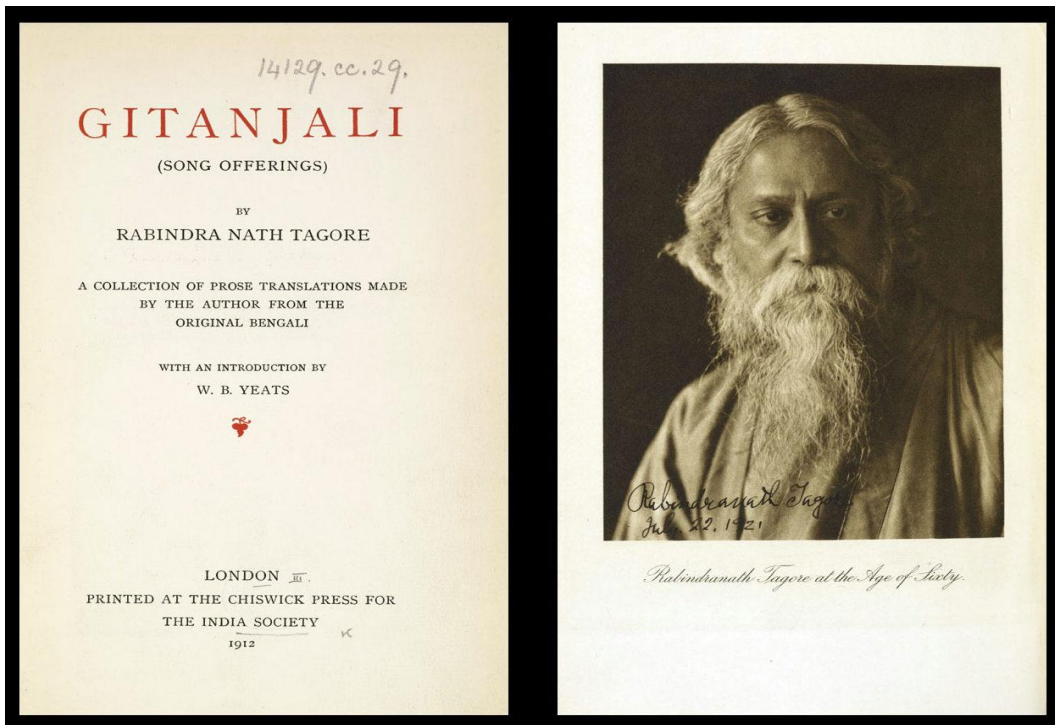 14129. cc. 29.
GITANJALI
(SONG OFFERINGS)
BY
RABINDRA NATH TAGORE
A COLLECTION OF PROSE TRANSLATIONS MADE
BY THE AUTHOR FROM THE
ORIGINAL BENGALI
WITH AN INTRODUCTION BY
W. B. YEATS
LONDON III.
PRINTED AT THE CHISWICK PRESS FOR
THE INDIA SOCIETY
K
1912
Rabindranath Tagore
July 22. 1921
Rabindranath Tagore at the Age of Sixty.